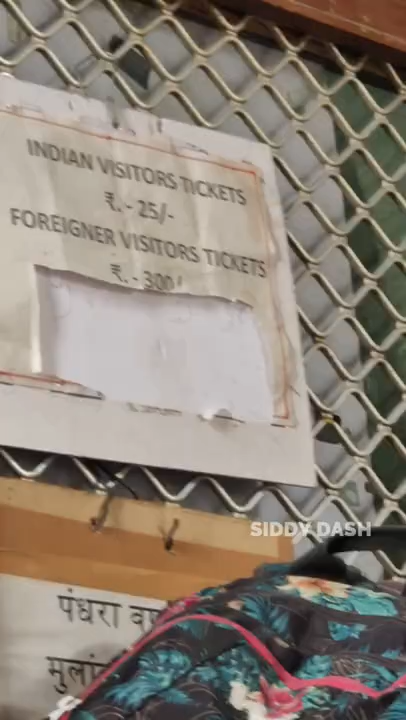 INDIAN VISITORS TICKETS
₹. - 25/-
FOREIGNER VISITORS TICKETS
₹. - 300/
SIDDY DASH
पंधरा